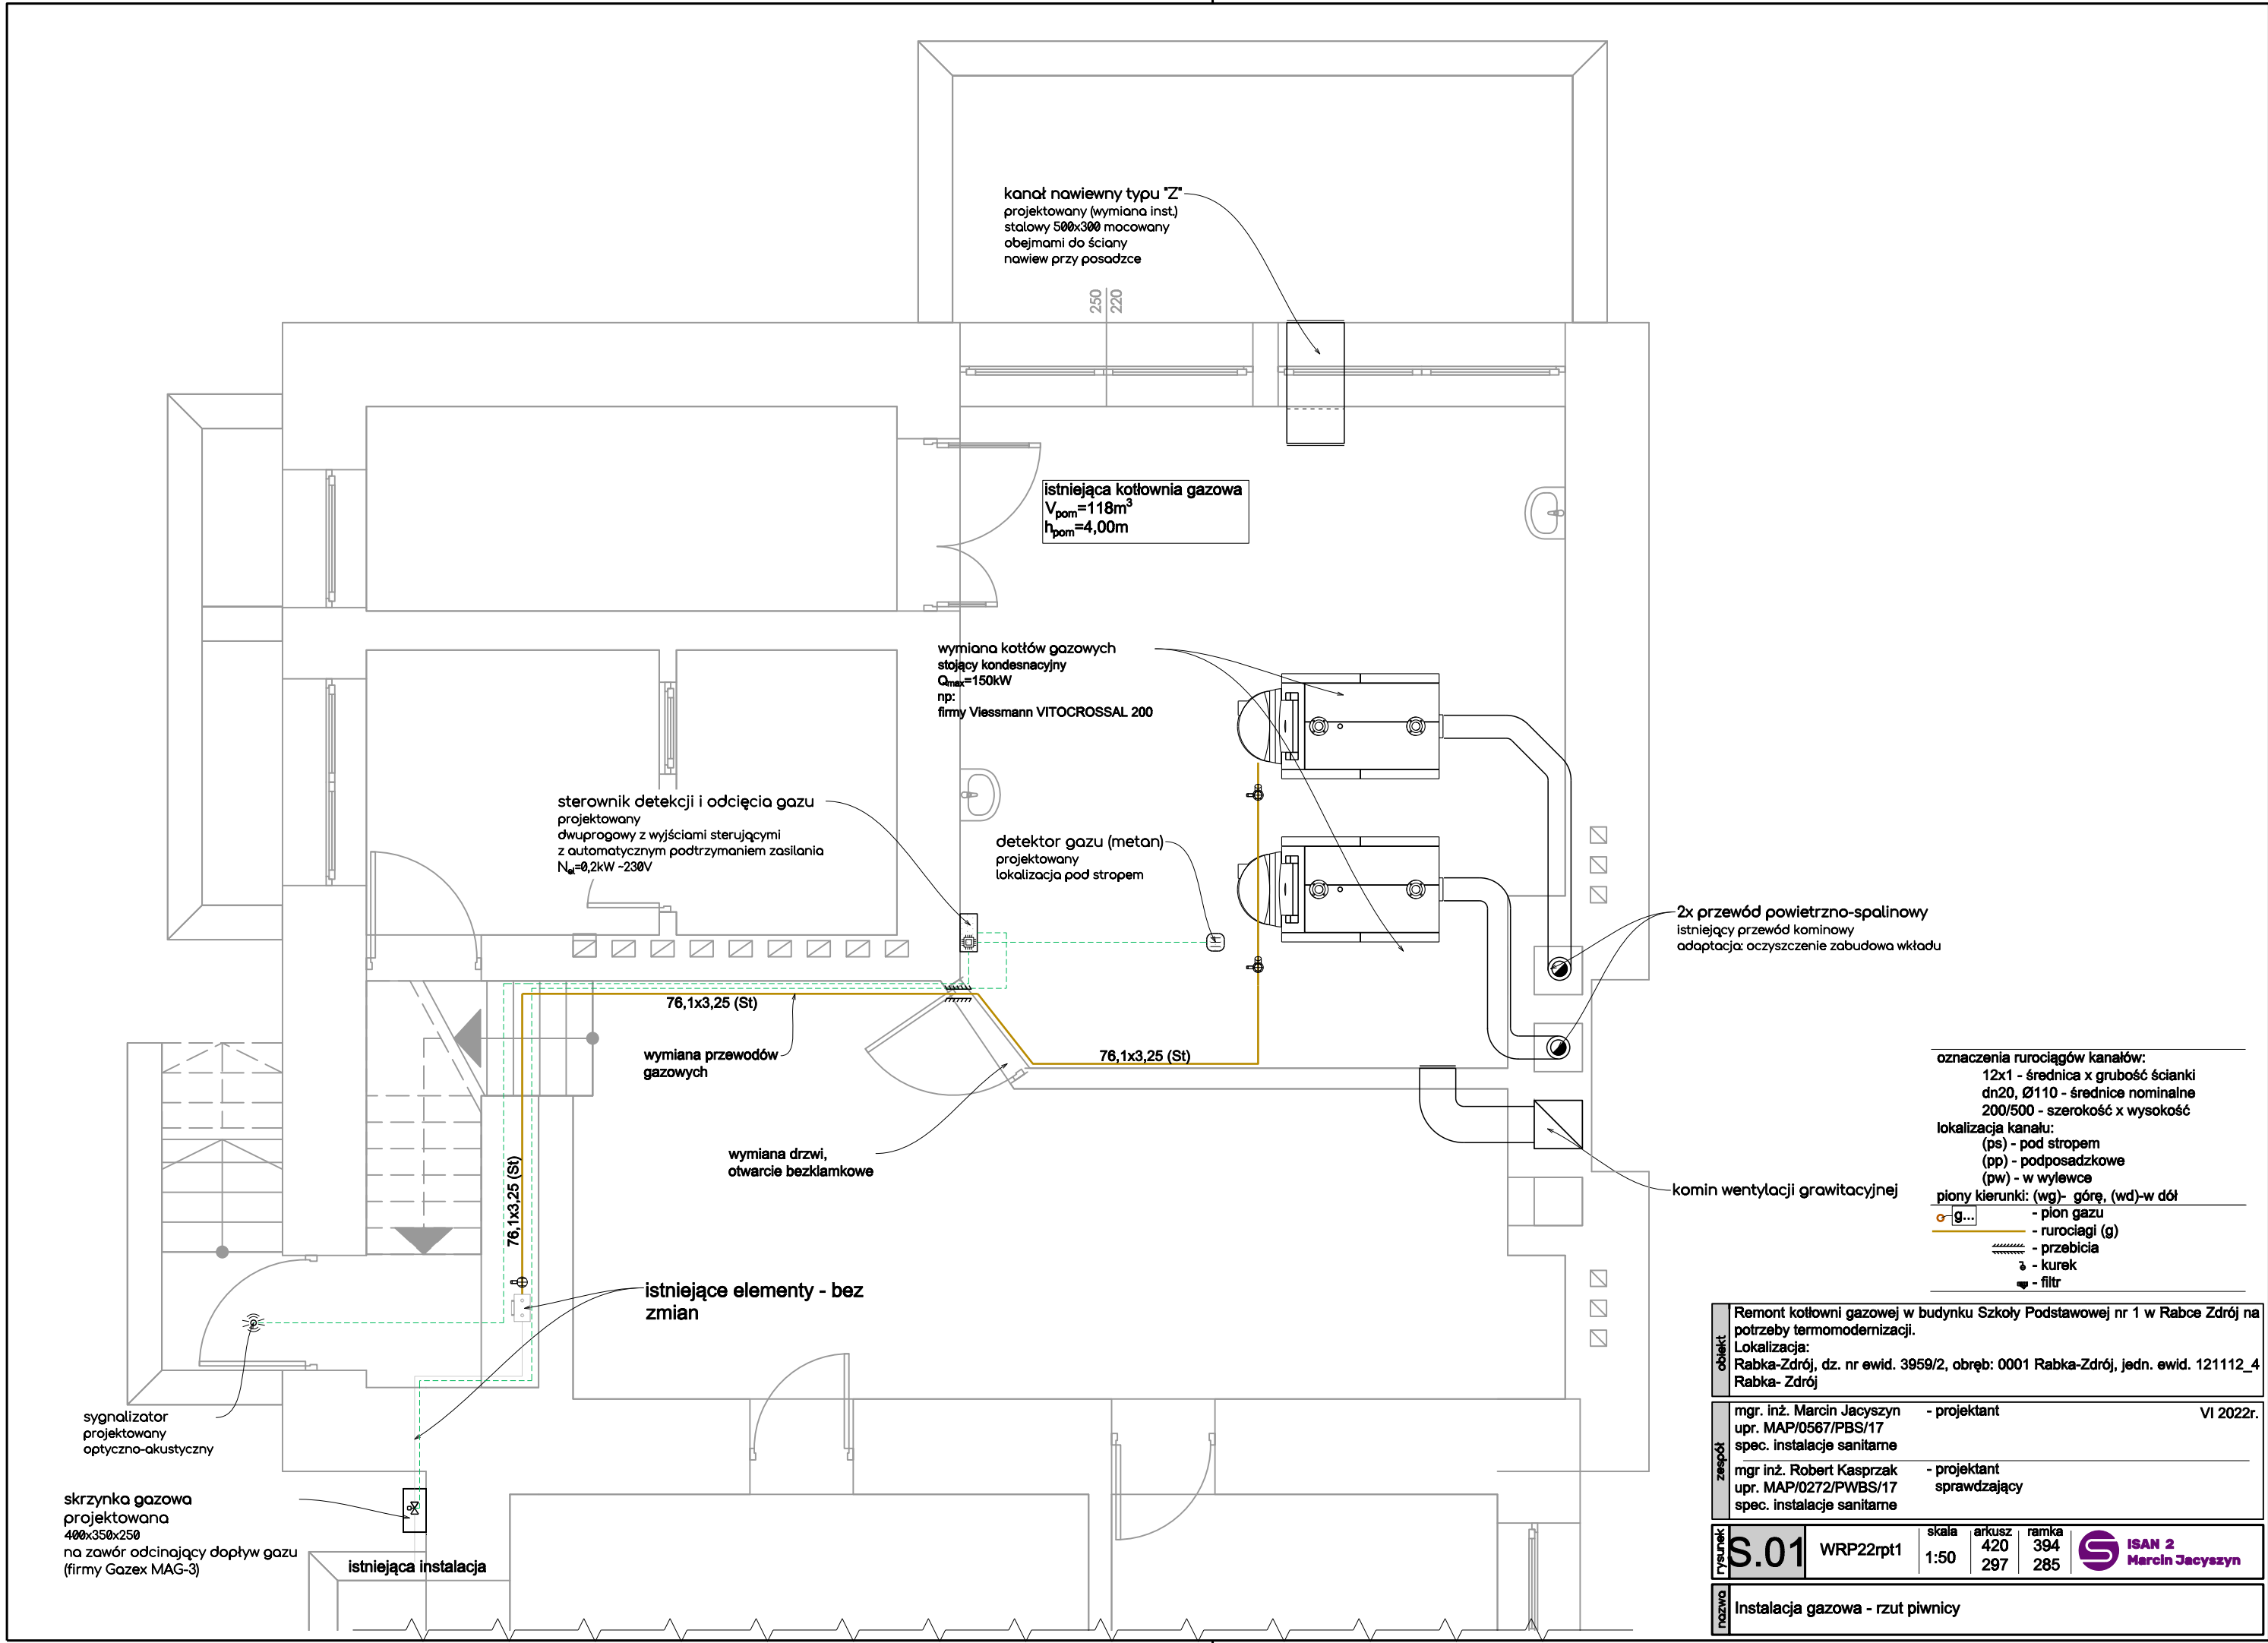 kanał nawiewny typu "Z"
projektowany (wymiana inst.)
stalowy 500x300 mocowany
obejmami do ściany
nawiew przy posadzce
250
220
istniejąca kotłownia gazowa
Vpom=118m³
hpom=4,00m
wymiana kotłów gazowych
stojący kondesnacyjny
Qmax=150kW
np:
firmy Viessmann VITOCROSSAL 200
sterownik detekcji i odcięcia gazu
projektowany
dwuprogowy z wyjściami sterującymi
z automatycznym podtrzymaniem zasilania
Nel=0,2kW ~230V
detektor gazu (metan)
projektowany
lokalizacja pod stropem
2x przewód powietrzno-spalinowy
istniejący przewód kominowy
adaptacja: oczyszczenie zabudowa wkładu
76,1x3,25 (St)
wymiana przewodów
gazowych
76,1x3,25 (St)
wymiana drzwi,
otwarcie bezklamkowe
76,1x3,25 (St)
komin wentylacji grawitacyjnej
istniejące elementy - bez
zmian
sygnalizator
projektowany
optyczno-akustyczny
skrzynka gazowa
projektowana
400x350x250
na zawór odcinający dopływ gazu
(firmy Gazex MAG-3)
istniejąca instalacja
oznaczenia rurociągów kanałów:
12x1 - średnica x grubość ścianki
dn20, Ø110 - średnice nominalne
200/500 - szerokość x wysokość
lokalizacja kanału:
(ps) - pod stropem
(pp) - podposadzkowe
(pw) - w wylewce
piony kierunki: (wg)- górę, (wd)-w dół
g... - pion gazu
- rurociagi (g)
- przebicia
- kurek
- filtr
obiekt
Remont kotłowni gazowej w budynku Szkoły Podstawowej nr 1 w Rabce Zdrój na
potrzeby termomodernizacji.
Lokalizacja:
Rabka-Zdrój, dz. nr ewid. 3959/2, obręb: 0001 Rabka-Zdrój, jedn. ewid. 121112_4
Rabka- Zdrój
zespół
mgr. inż. Marcin Jacyszyn - projektant VI 2022r.
upr. MAP/0567/PBS/17
spec. instalacje sanitarne
mgr inż. Robert Kasprzak - projektant
upr. MAP/0272/PWBS/17 sprawdzający
spec. instalacje sanitarne
rysunek
S.01
WRP22rpt1
skala
1:50
arkusz
420
297
ramka
394
285
ISAN 2
Marcin Jacyszyn
nazwa
Instalacja gazowa - rzut piwnicy